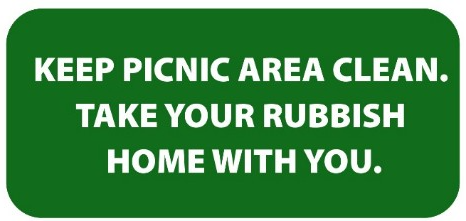 KEEP PICNIC AREA CLEAN.
TAKE YOUR RUBBISH
HOME WITH YOU.